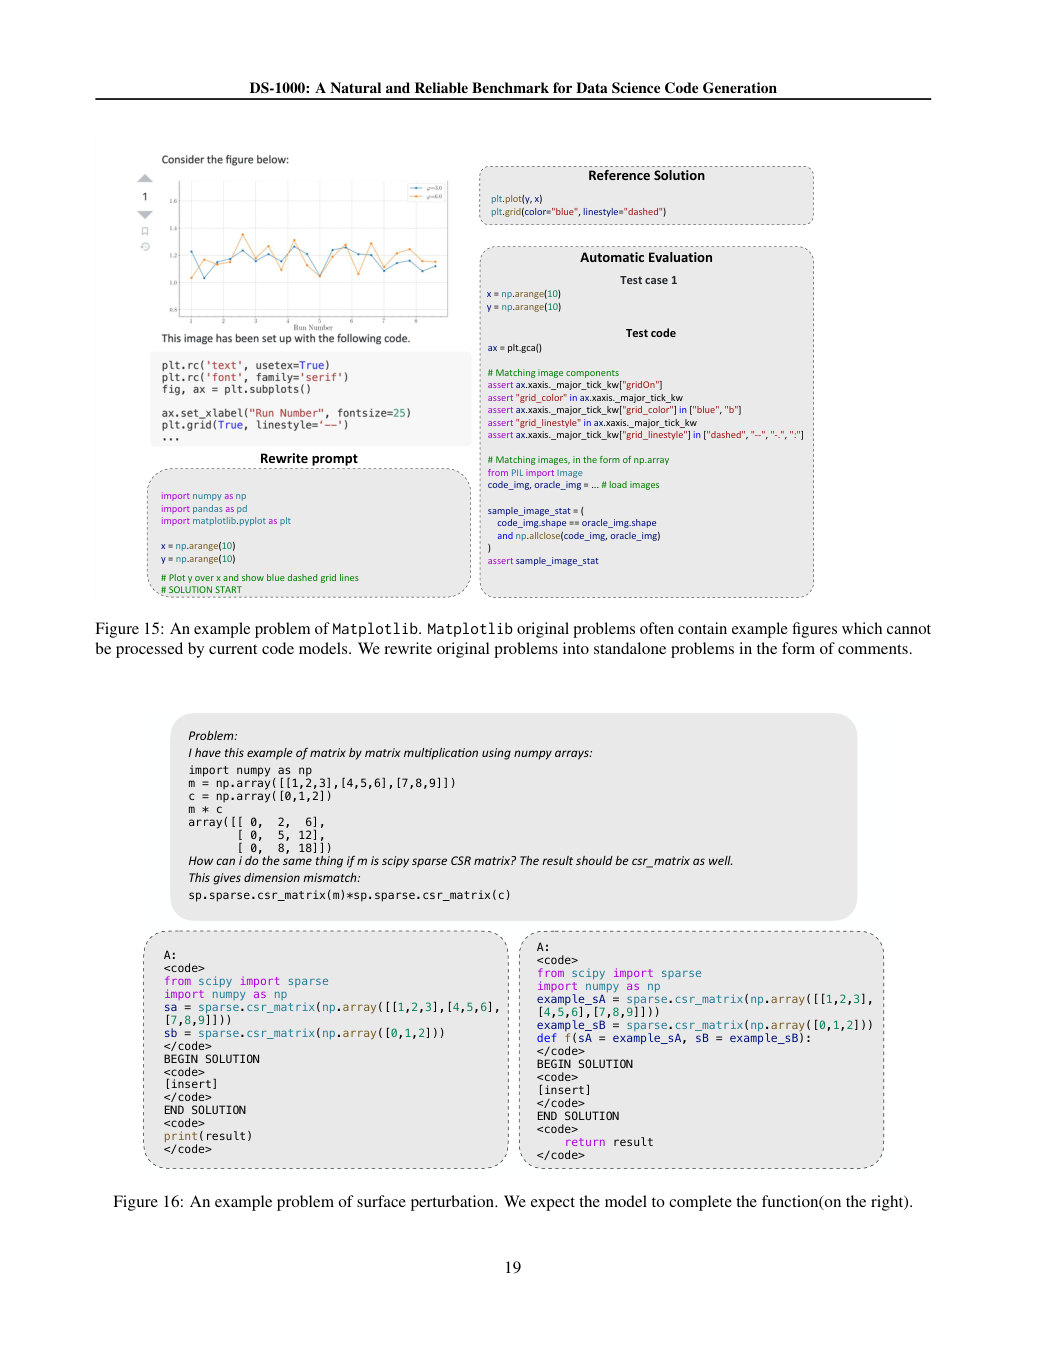 DS-1000: A Natural and Reliable Benchmark for Data Science Code Generation
Consider the figure below:
1
1.6
1.4
1.2
1.0
0.8
1 2 3 4 5 6 7 8
Run Number
This image has been set up with the following code.
plt.rc('text', usetex=True)
plt.rc('font', family='serif')
fig, ax = plt.subplots()
ax.set_xlabel("Run Number", fontsize=25)
plt.grid(True, linestyle='--')
...
Rewrite prompt
import numpy as np
import pandas as pd
import matplotlib.pyplot as plt
x = np.arange(10)
y = np.arange(10)
# Plot y over x and show blue dashed grid lines
# SOLUTION START
Reference Solution
plt.plot(y, x)
plt.grid(color="blue", linestyle="dashed")
Automatic Evaluation
Test case 1
x = np.arange(10)
y = np.arange(10)
Test code
ax = plt.gca()
# Matching image components
assert ax.xaxis._major_tick_kw["gridOn"]
assert "grid_color" in ax.xaxis._major_tick_kw
assert ax.xaxis._major_tick_kw["grid_color"] in ["blue", "b"]
assert "grid_linestyle" in ax.xaxis._major_tick_kw
assert ax.xaxis._major_tick_kw["grid_linestyle"] in ["dashed", "--", "-.", ":"]
# Matching images, in the form of np.array
from PIL import Image
code_img, oracle_img = ... # load images
sample_image_stat = (
code_img.shape == oracle_img.shape
and np.allclose(code_img, oracle_img)
)
assert sample_image_stat
Figure 15: An example problem of Matplotlib. Matplotlib original problems often contain example figures which cannot
be processed by current code models. We rewrite original problems into standalone problems in the form of comments.
Problem:
I have this example of matrix by matrix multiplication using numpy arrays:
import numpy as np
m = np.array([[1,2,3],[4,5,6],[7,8,9]])
c = np.array([0,1,2])
m * c
array([[ 0,  2,  6],
[ 0,  5, 12],
[ 0,  8, 18]])
How can i do the same thing if m is scipy sparse CSR matrix? The result should be csr_matrix as well.
This gives dimension mismatch:
sp.sparse.csr_matrix(m)*sp.sparse.csr_matrix(c)
A:
<code>
from scipy import sparse
import numpy as np
sa = sparse.csr_matrix(np.array([[1,2,3],[4,5,6],
[7,8,9]]))
sb = sparse.csr_matrix(np.array([0,1,2]))
</code>
BEGIN SOLUTION
<code>
[insert]
</code>
END SOLUTION
<code>
print(result)
</code>
A:
<code>
from scipy import sparse
import numpy as np
example_sA = sparse.csr_matrix(np.array([[1,2,3],
[4,5,6],[7,8,9]]))
example_sB = sparse.csr_matrix(np.array([0,1,2]))
def f(sA = example_sA, sB = example_sB):
</code>
BEGIN SOLUTION
<code>
[insert]
</code>
END SOLUTION
<code>
return result
</code>
Figure 16: An example problem of surface perturbation. We expect the model to complete the function(on the right).
19